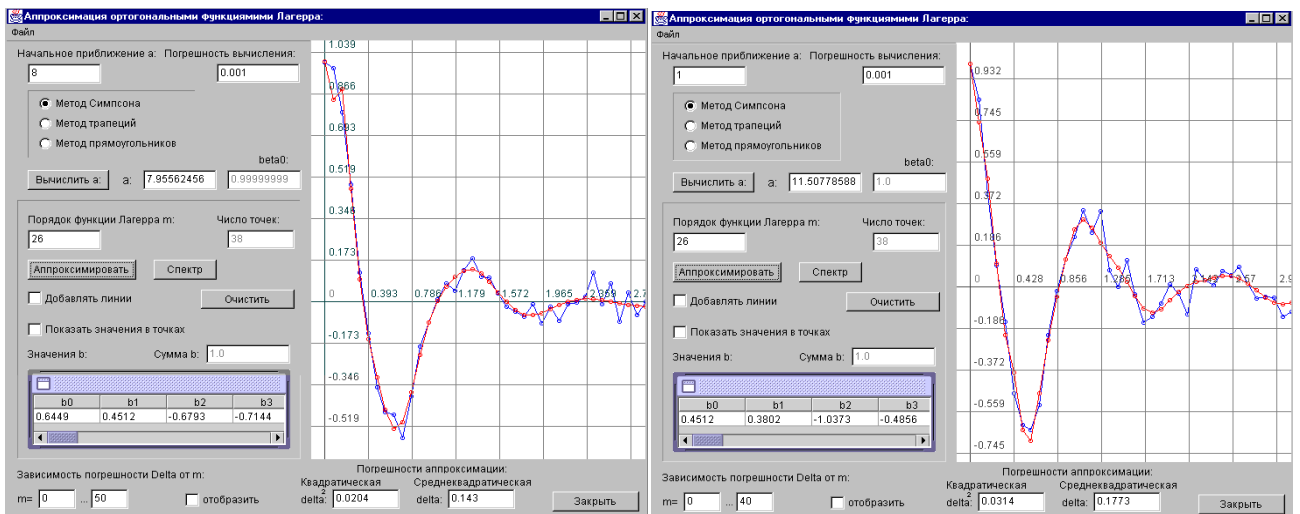 Аппроксимация ортогональными функциямими Лагерра:
Файл
Начальное приближение a: Погрешность вычисления:
8 0.001
Метод Симпсона
Метод трапеций
Метод прямоугольников
beta0:
Вычислить a: a: 7.95562456 0.99999999
Порядок функции Лагерра m: Число точек:
26 38
Аппроксимировать Спектр
Добавлять линии Очистить
Показать значения в точках
Значения b: Сумма b: 1.0
b0 b1 b2 b3
0.6449 0.4512 -0.6793 -0.7144
1.039
0.866
0.693
0.519
0.346
0.173
0 0.393 0.786 1.179 1.572 1.965 2.359 2.7
-0.173
-0.346
-0.519
Зависимость погрешности Delta от m:
m= 0 ... 50 отобразить
Погрешности аппроксимации:
Квадратическая Среднеквадратическая
delta²: 0.0204 delta: 0.143 Закрыть
Аппроксимация ортогональными функциямими Лагерра:
Файл
Начальное приближение a: Погрешность вычисления:
1 0.001
Метод Симпсона
Метод трапеций
Метод прямоугольников
beta0:
Вычислить a: a: 11.50778588 1.0
Порядок функции Лагерра m: Число точек:
26 38
Аппроксимировать Спектр
Добавлять линии Очистить
Показать значения в точках
Значения b: Сумма b: 1.0
b0 b1 b2 b3
0.4512 0.3802 -1.0373 -0.4856
0.932
0.745
0.559
0.372
0.186
0 0.428 0.856 1.713 2.9
-0.186
-0.372
-0.559
-0.745
Зависимость погрешности Delta от m:
m= 0 ... 40 отобразить
Погрешности аппроксимации:
Квадратическая Среднеквадратическая
delta²: 0.0314 delta: 0.1773 Закрыть